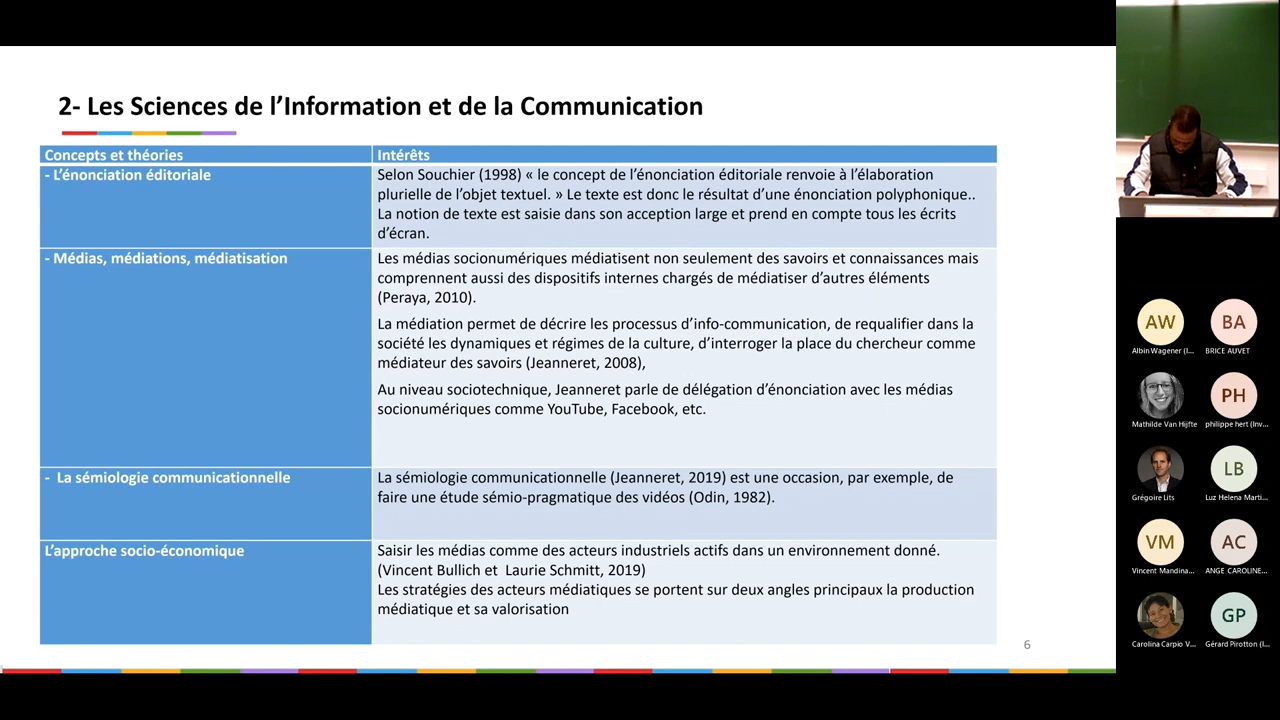 2- Les Sciences de l’Information et de la Communication
Concepts et théories
Intérêts
- L’énonciation éditoriale
Selon Souchier (1998) « le concept de l’énonciation éditoriale renvoie à l’élaboration
plurielle de l’objet textuel. » Le texte est donc le résultat d’une énonciation polyphonique..
La notion de texte est saisie dans son acception large et prend en compte tous les écrits
d’écran.
- Médias, médiations, médiatisation
Les médias socionumériques médiatisent non seulement des savoirs et connaissances mais
comprennent aussi des dispositifs internes chargés de médiatiser d’autres éléments
(Peraya, 2010).
La médiation permet de décrire les processus d’info-communication, de requalifier dans la
société les dynamiques et régimes de la culture, d’interroger la place du chercheur comme
médiateur des savoirs (Jeanneret, 2008),
Au niveau sociotechnique, Jeanneret parle de délégation d’énonciation avec les médias
socionumériques comme YouTube, Facebook, etc.
- La sémiologie communicationnelle
La sémiologie communicationnelle (Jeanneret, 2019) est une occasion, par exemple, de
faire une étude sémio-pragmatique des vidéos (Odin, 1982).
L’approche socio-économique
Saisir les médias comme des acteurs industriels actifs dans un environnement donné.
(Vincent Bullich et Laurie Schmitt, 2019)
Les stratégies des acteurs médiatiques se portent sur deux angles principaux la production
médiatique et sa valorisation
6
AW
BA
Albin Wagener (I...
BRICE AUVET
PH
Mathilde Van Hijfte
philippe hert (Inv...
LB
Grégoire Lits
Luz Helena Marti...
VM
AC
Vincent Mandina...
ANGE CAROLINE...
GP
Carolina Carpio V...
Gérard Pirotton (I...